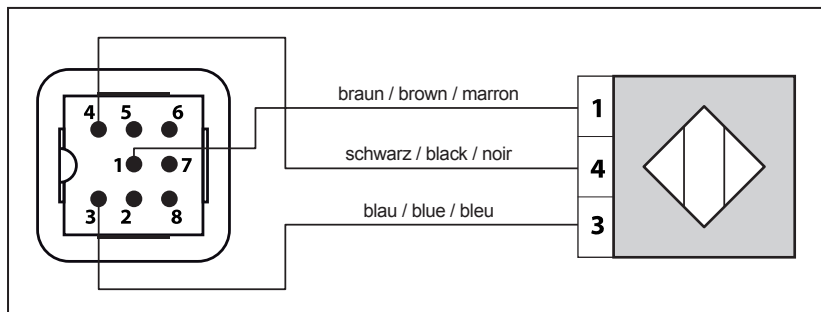 4 5 6
1 7
3 2 8
braun / brown / marron
schwarz / black / noir
blau / blue / bleu
1
4
3